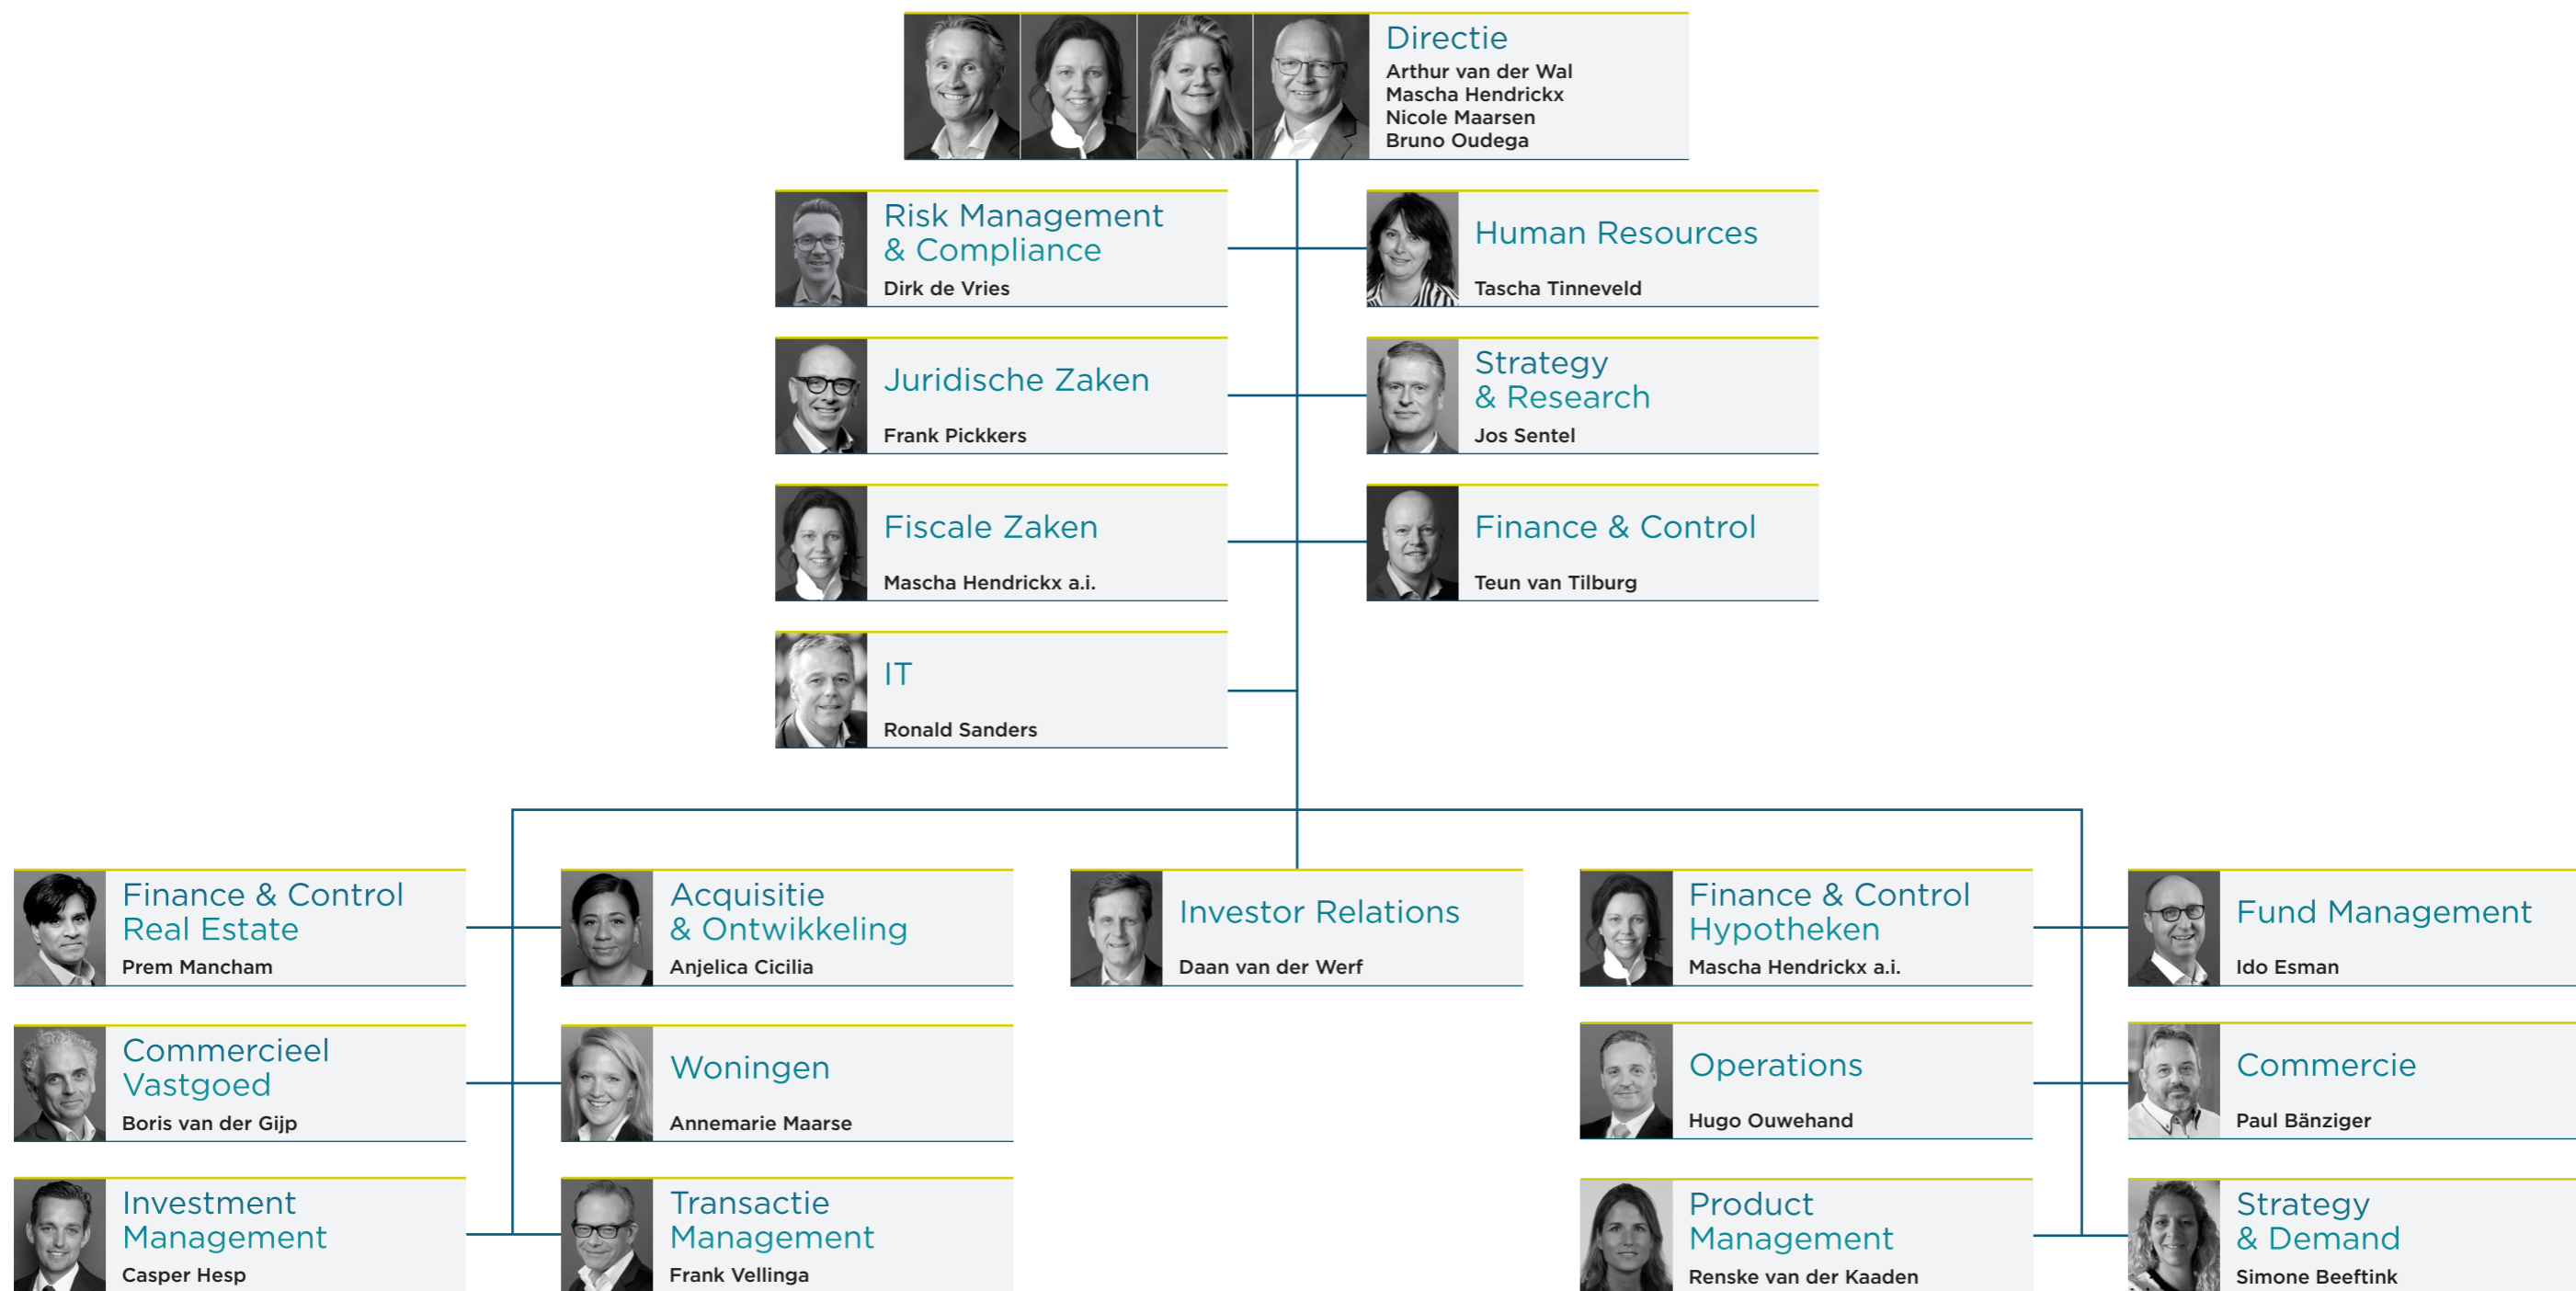 Directie
Arthur van der Wal
Mascha Hendrickx
Nicole Maarsen
Bruno Oudega
Risk Management
& Compliance
Dirk de Vries
Human Resources
Tascha Tinneveld
Juridische Zaken
Frank Pickkers
Strategy
& Research
Jos Sentel
Fiscale Zaken
Mascha Hendrickx a.i.
Finance & Control
Teun van Tilburg
IT
Ronald Sanders
Finance & Control
Real Estate
Prem Mancham
Acquisitie
& Ontwikkeling
Anjelica Cicilia
Investor Relations
Daan van der Werf
Finance & Control
Hypotheken
Mascha Hendrickx a.i.
Fund Management
Ido Esman
Commercieel
Vastgoed
Boris van der Gijp
Woningen
Annemarie Maarse
Operations
Hugo Ouwehand
Commercie
Paul Bänziger
Investment
Management
Casper Hesp
Transactie
Management
Frank Vellinga
Product
Management
Renske van der Kaaden
Strategy
& Demand
Simone Beeftink